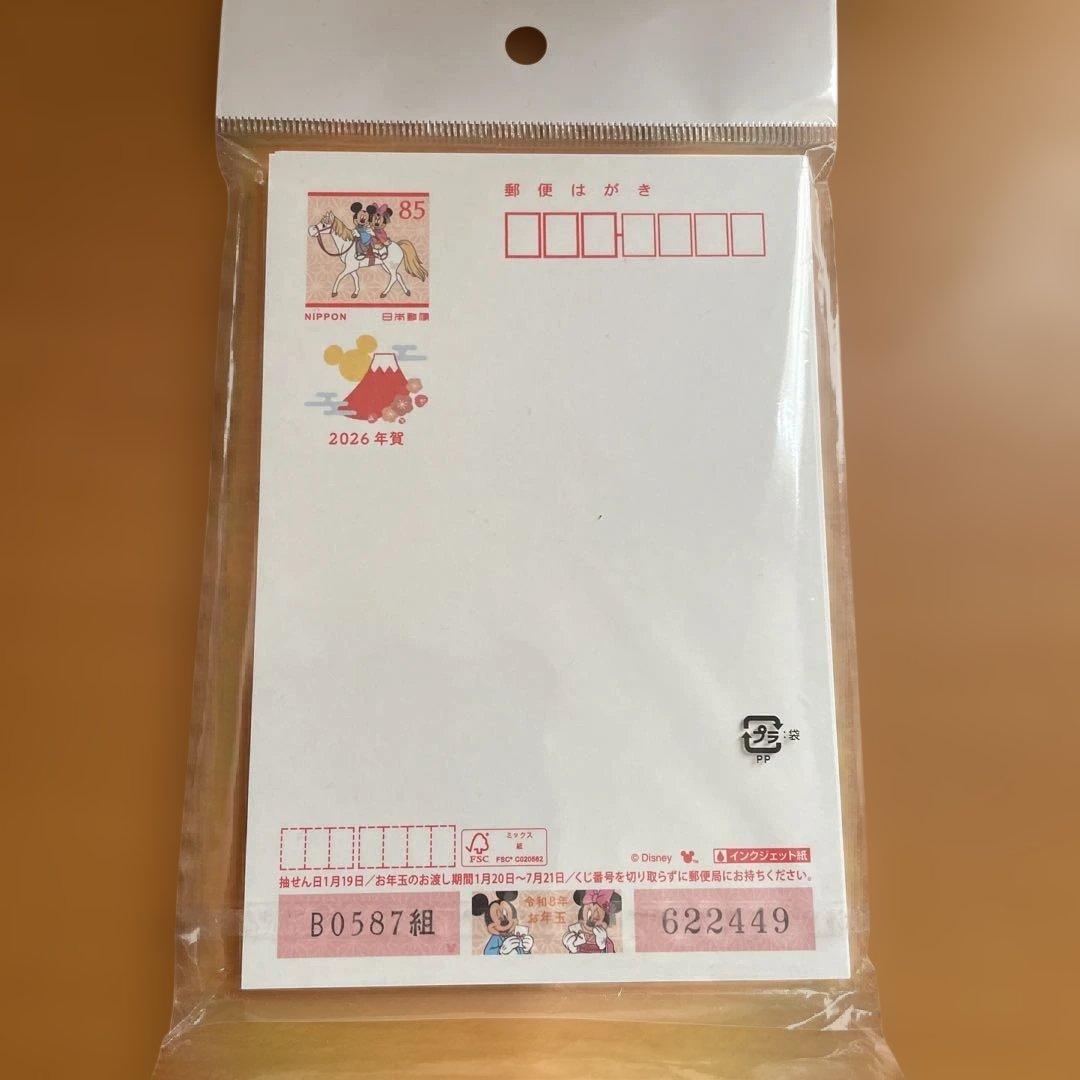 85
NIPPON 日本郵便
郵便はがき
2026年賀
プラ :袋
PP
FSC
ミックス
紙
FSC® C020562
© Disney
インクジェット紙
抽せん日1月19日／お年玉のお渡し期間1月20日～7月21日／くじ番号を切り取らずに郵便局にお持ちください。
B0587組
令和8年
お年玉
622449